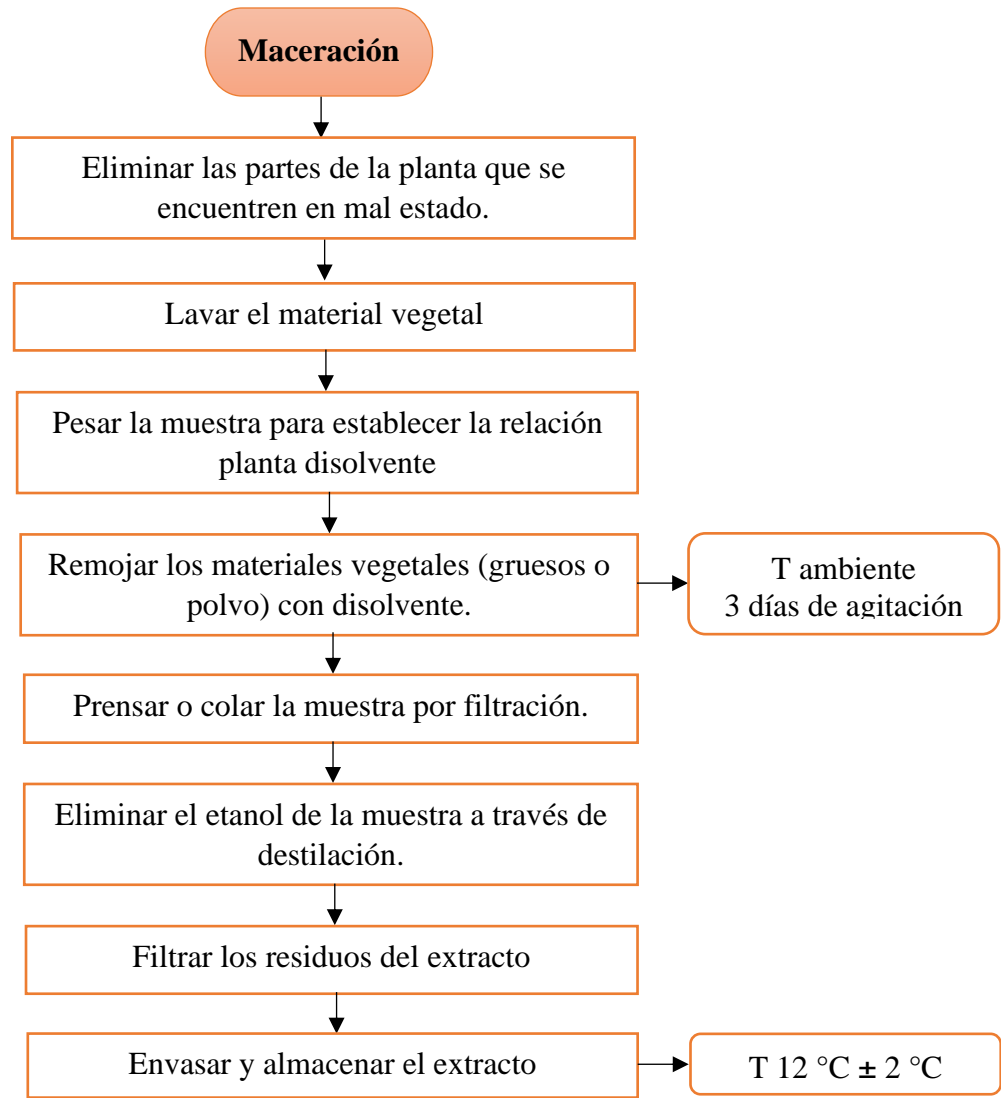 Maceración
Eliminar las partes de la planta que se
encuentren en mal estado.
Lavar el material vegetal
Pesar la muestra para establecer la relación
planta disolvente
Remojar los materiales vegetales (gruesos o
polvo) con disolvente.
T ambiente
3 días de agitación
Prensar o colar la muestra por filtración.
Eliminar el etanol de la muestra a través de
destilación.
Filtrar los residuos del extracto
Envasar y almacenar el extracto
T 12 °C ± 2 °C